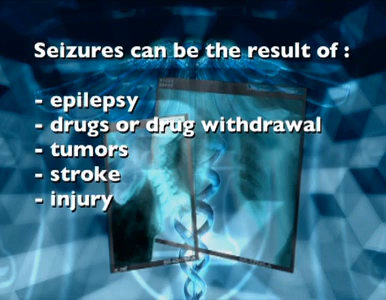 Seizures can be the result of :
- epilepsy
- drugs or drug withdrawal
- tumors
- stroke
- injury